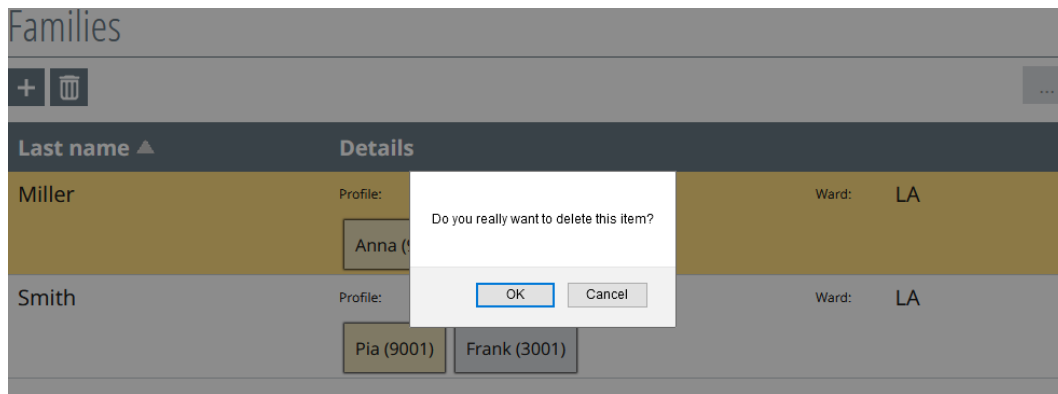 Families
...
Last name ▲ Details
Miller Profile: Ward: LA
Do you really want to delete this item?
Anna (
Smith Profile: OK Cancel Ward: LA
Pia (9001) Frank (3001)